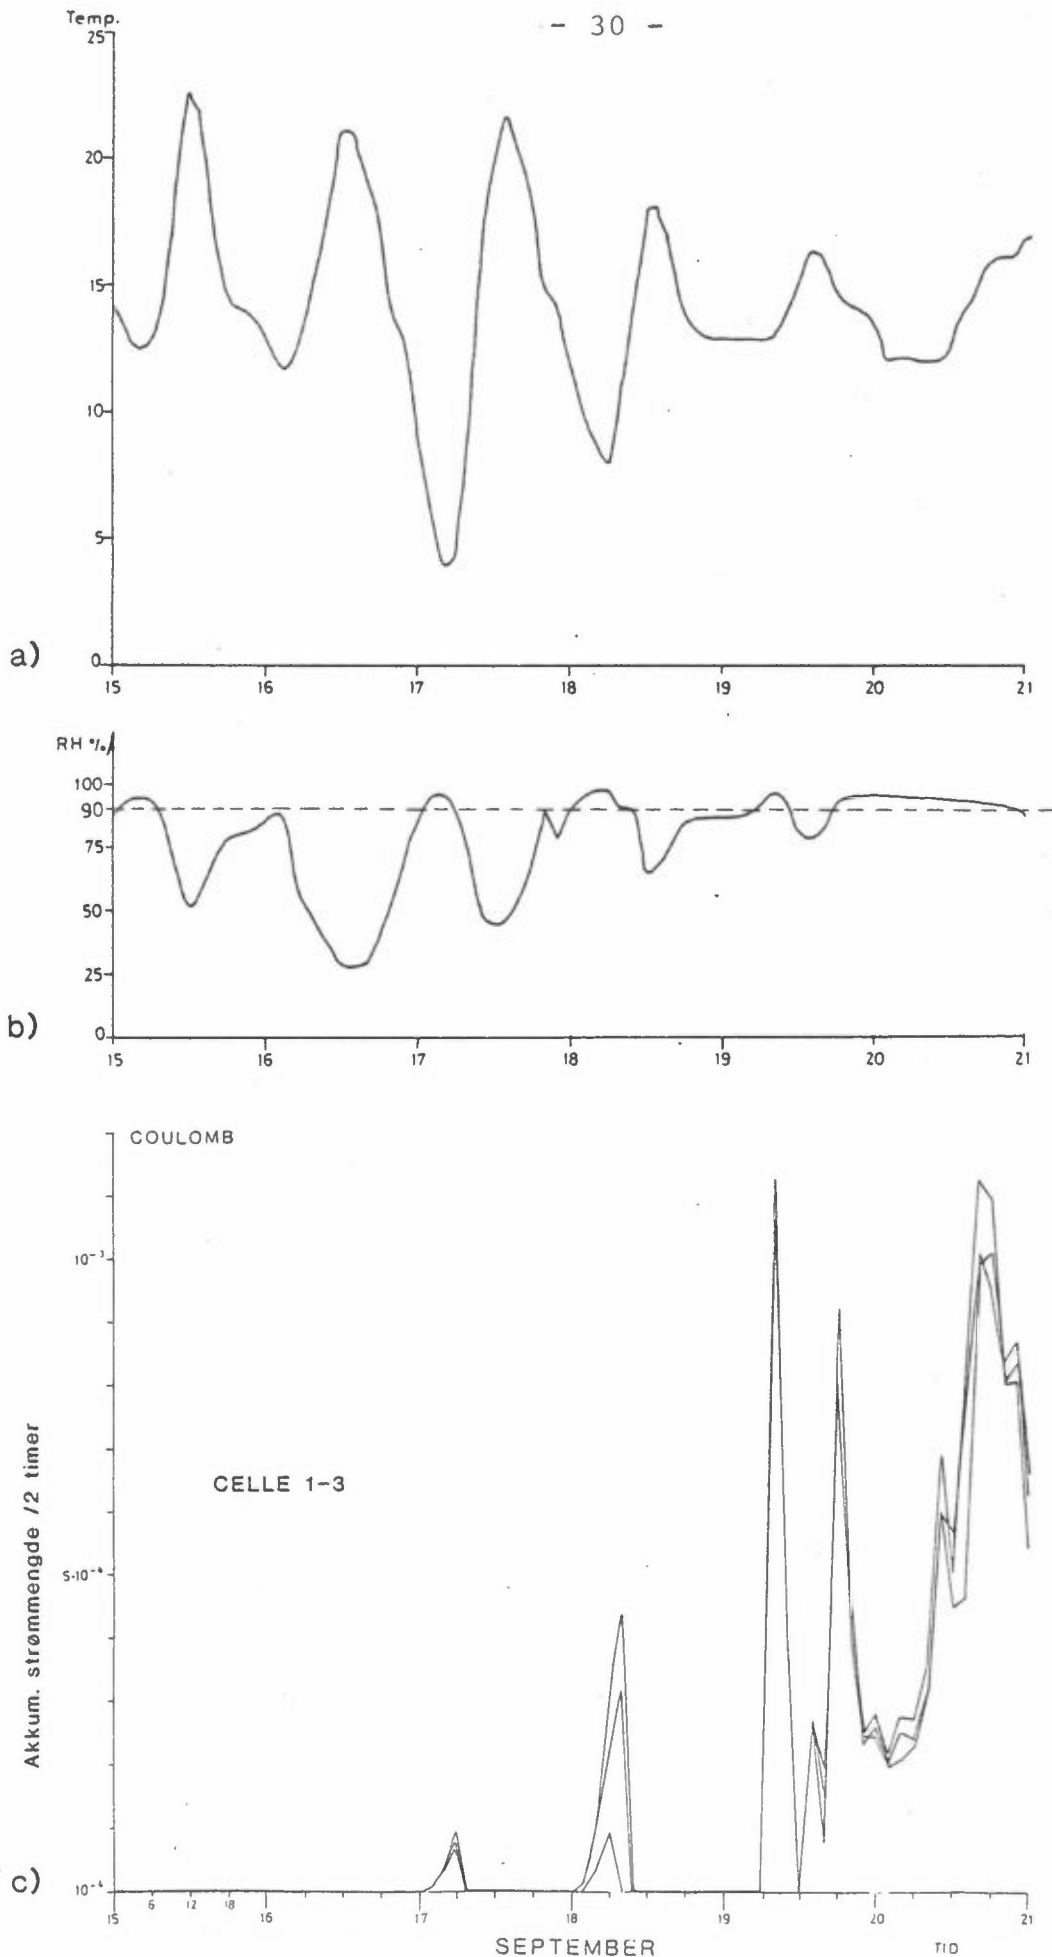 - 30 -
Temp.
25
20
15
10
5
0
a)
15 16 17 18 19 20 21
RH %
100
90
75
50
25
0
b)
15 16 17 18 19 20 21
COULOMB
10⁻³
5·10⁻⁴
10⁻⁴
Akkum. strømmengde /2 timer
CELLE 1-3
c)
6 12 18
15 16 17 18 19 20 21
SEPTEMBER
TID